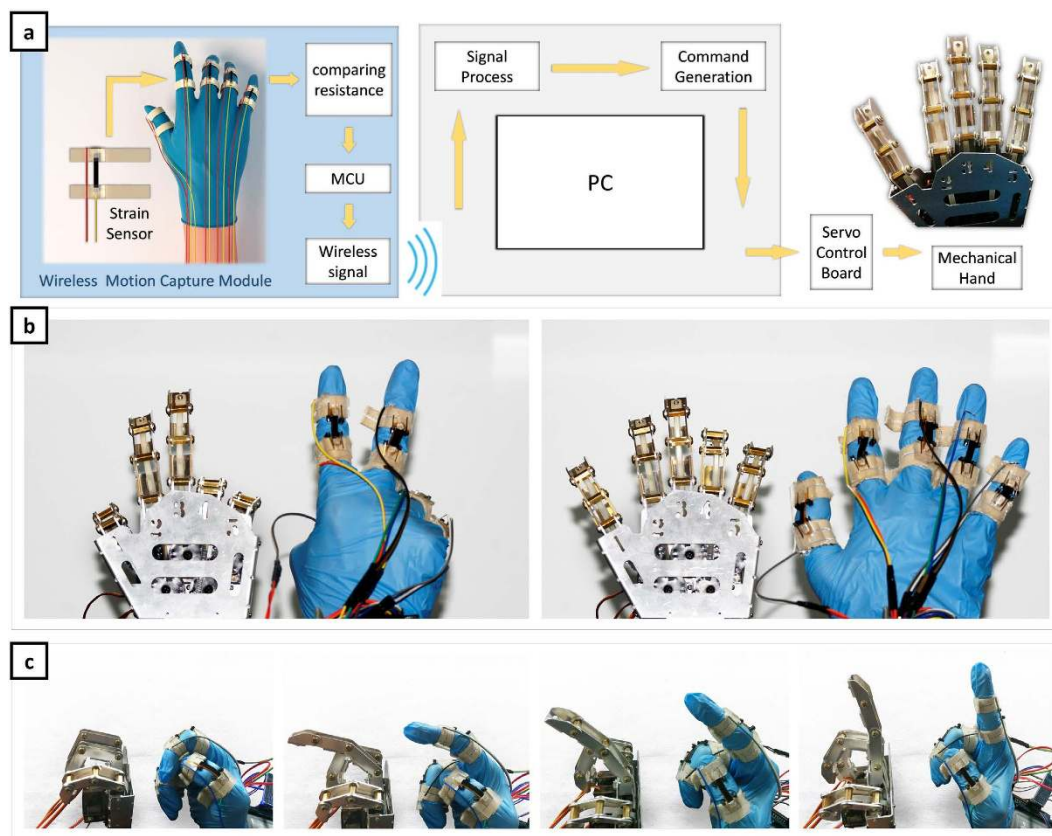 a
Strain
Sensor
Wireless Motion Capture Module
comparing
resistance
MCU
Wireless
signal
Signal
Process
Command
Generation
PC
Servo
Control
Board
Mechanical
Hand
b
c